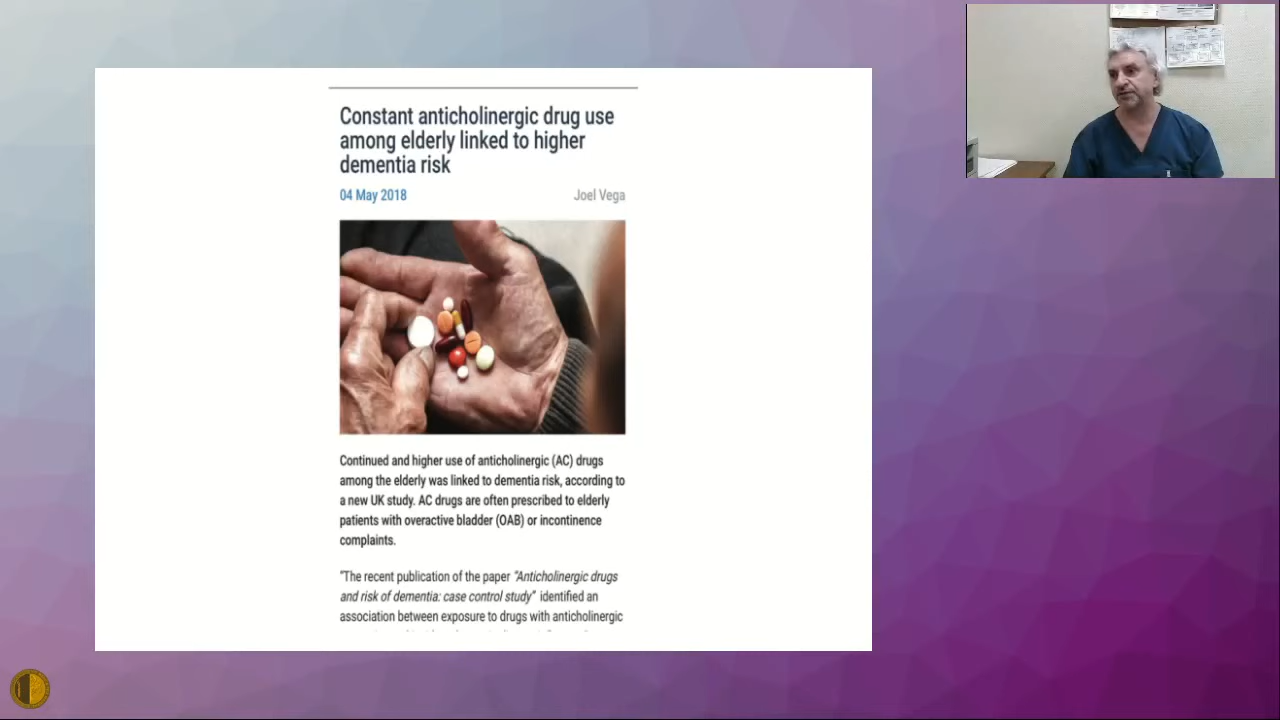 Constant anticholinergic drug use
among elderly linked to higher
dementia risk
04 May 2018 Joel Vega
Continued and higher use of anticholinergic (AC) drugs
among the elderly was linked to dementia risk, according to
a new UK study. AC drugs are often prescribed to elderly
patients with overactive bladder (OAB) or incontinence
complaints.
“The recent publication of the paper “Anticholinergic drugs
and risk of dementia: case control study” identified an
association between exposure to drugs with anticholinergic